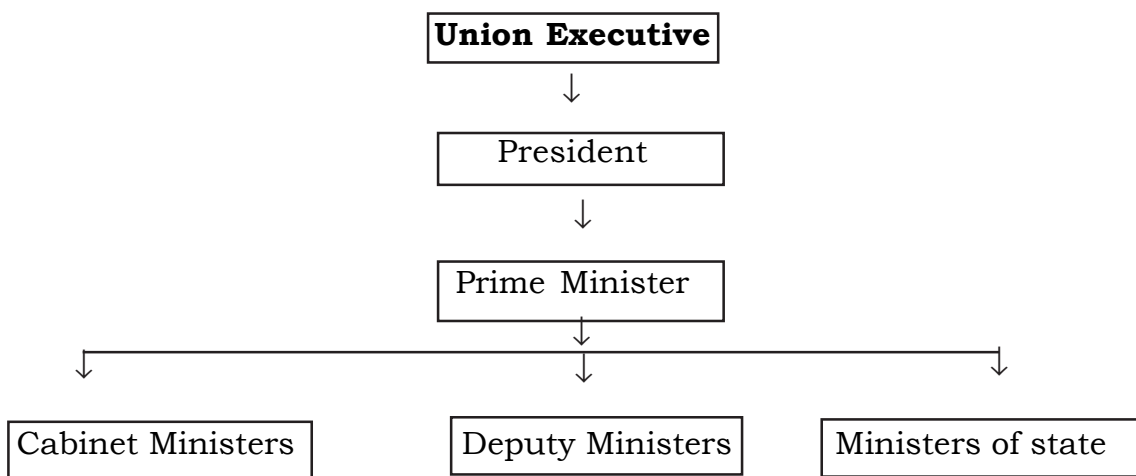 Union Executive
President
Prime Minister
Cabinet Ministers
Deputy Ministers
Ministers of state